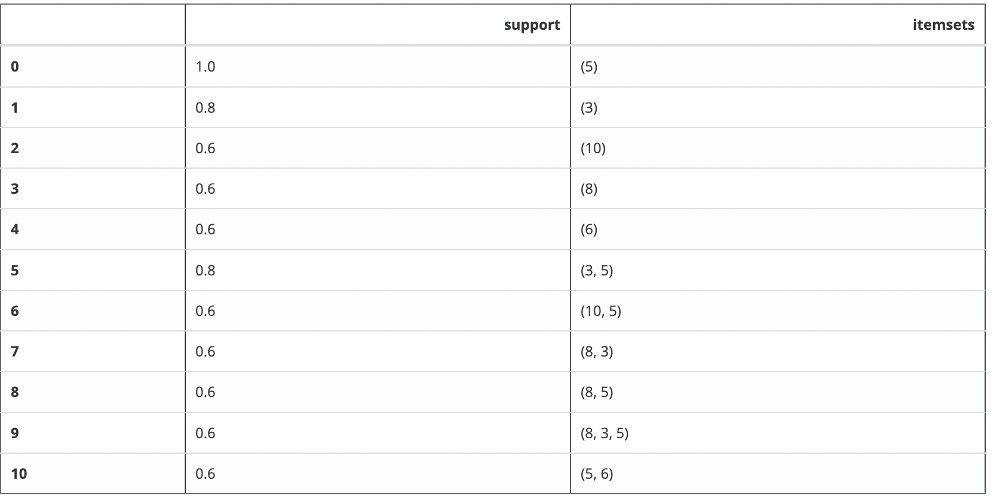 support itemsets
0 1.0 (5)
1 0.8 (3)
2 0.6 (10)
3 0.6 (8)
4 0.6 (6)
5 0.8 (3, 5)
6 0.6 (10, 5)
7 0.6 (8, 3)
8 0.6 (8, 5)
9 0.6 (8, 3, 5)
10 0.6 (5, 6)